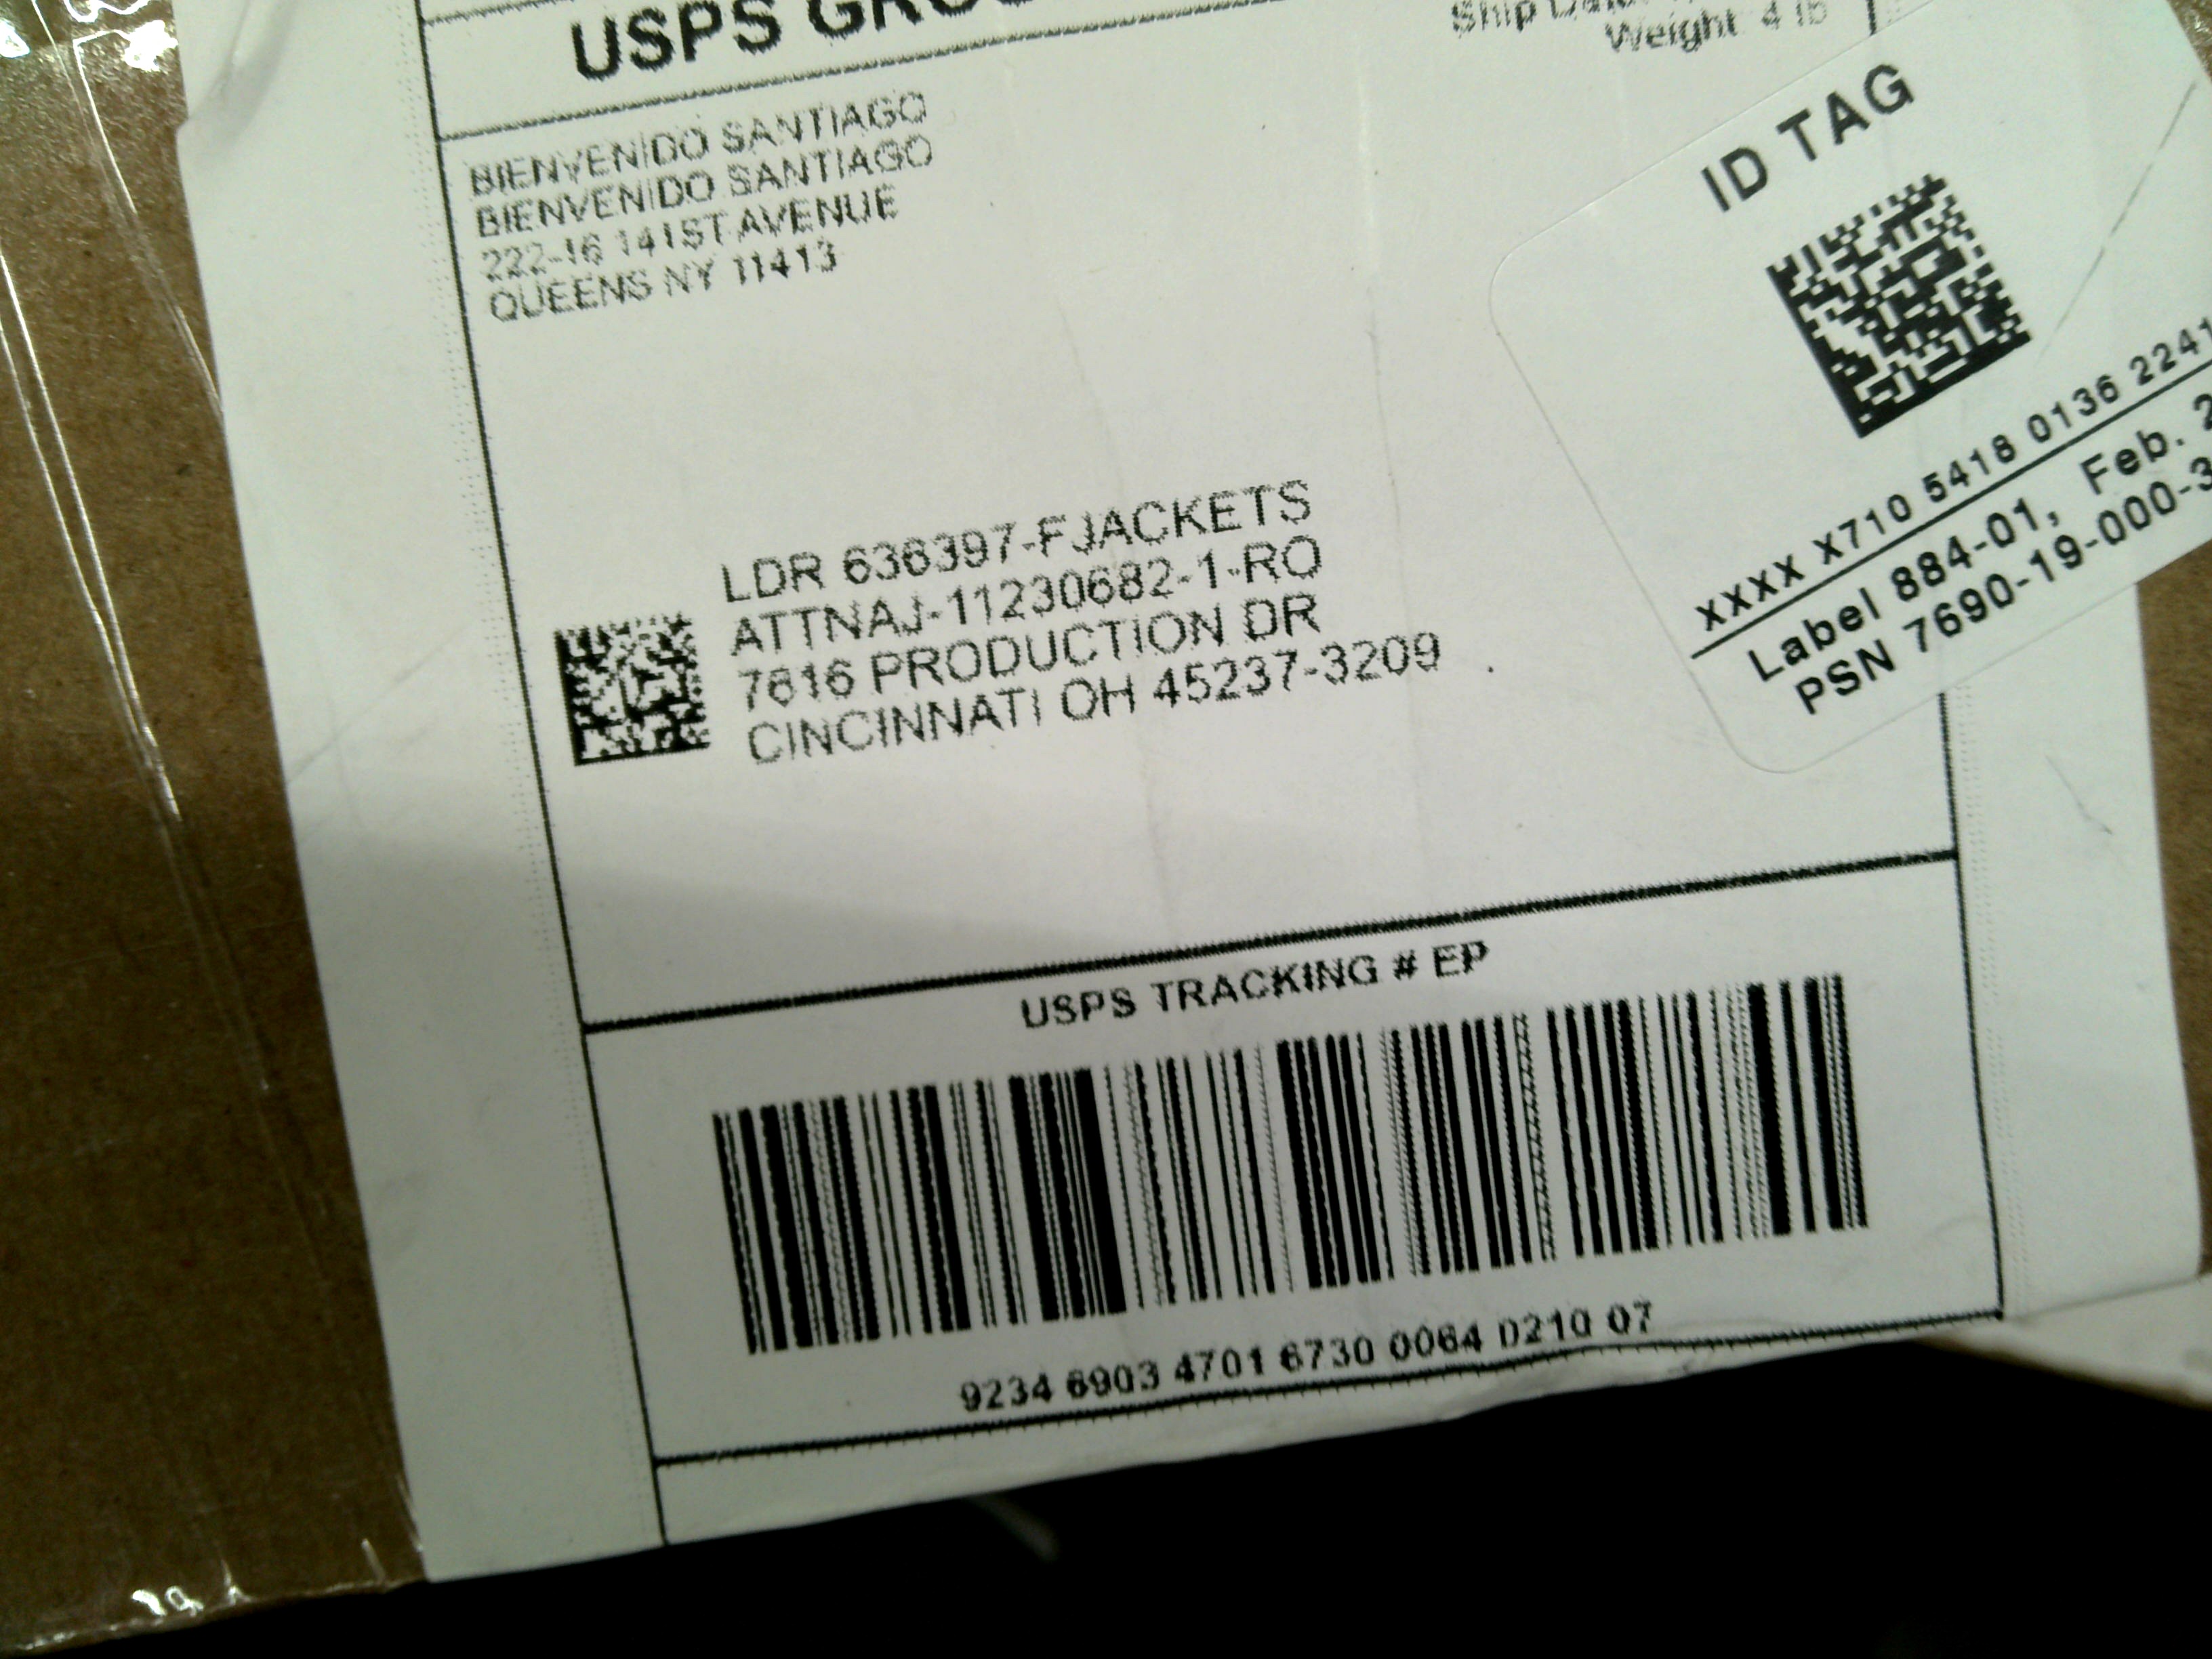 USPS
Weight 4 lb
BIENVENIDO SANTIAGO
BIENVENIDO SANTIAGO
222-16 141ST AVENUE
QUEENS NY 11413
ID TAG
XXXX X710 5418 0136 2241
Label 884-01, Feb.
PSN 7690-19-000-3
LDR 636397-FJACKETS
ATTNAJ-11230682-1-RO
7616 PRODUCTION DR
CINCINNATI OH 45237-3209
USPS TRACKING # EP
9234 6903 4701 6730 0064 0210 07